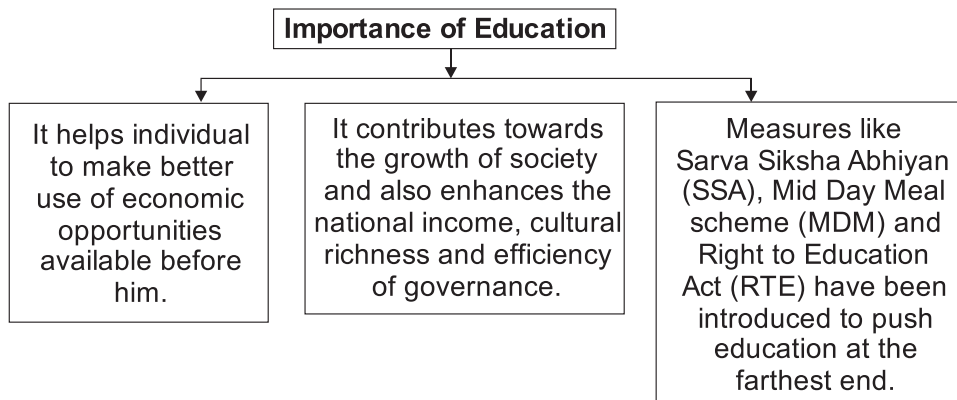 Importance of Education
It helps individual
to make better
use of economic
opportunities
available before
him.
It contributes towards
the growth of society
and also enhances the
national income, cultural
richness and efficiency
of governance.
Measures like
Sarva Siksha Abhiyan
(SSA), Mid Day Meal
scheme (MDM) and
Right to Education
Act (RTE) have been
introduced to push
education at the
farthest end.